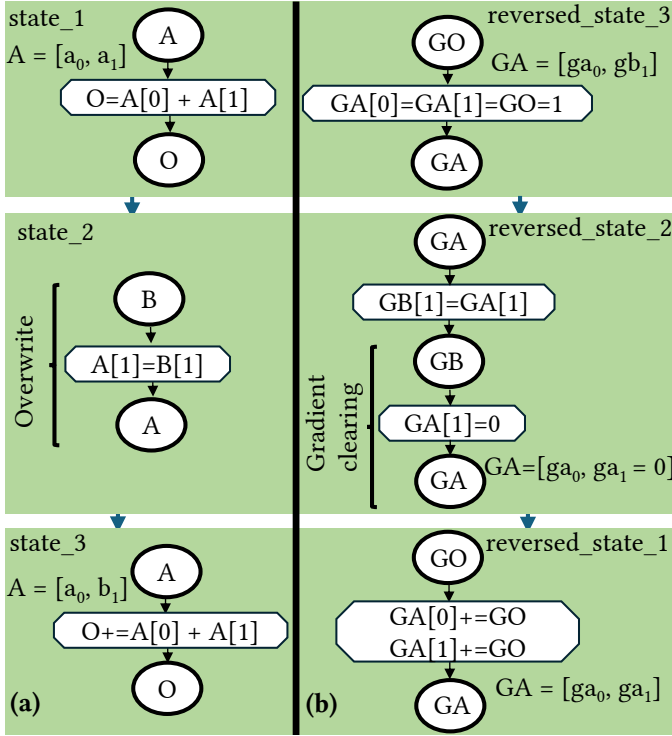 state_1
A
A = [a₀, a₁]
O=A[0] + A[1]
O
state_2
B
Overwrite
A[1]=B[1]
A
state_3
A
A = [a₀, b₁]
O+=A[0] + A[1]
O
(a)
reversed_state_3
GO
GA = [ga₀, gb₁]
GA[0]=GA[1]=GO=1
GA
reversed_state_2
GA
GB[1]=GA[1]
GB
Gradient
clearing
GA[1]=0
GA
GA=[ga₀, ga₁ = 0]
reversed_state_1
GO
GA[0]+=GO
GA[1]+=GO
GA = [ga₀, ga₁]
GA
(b)